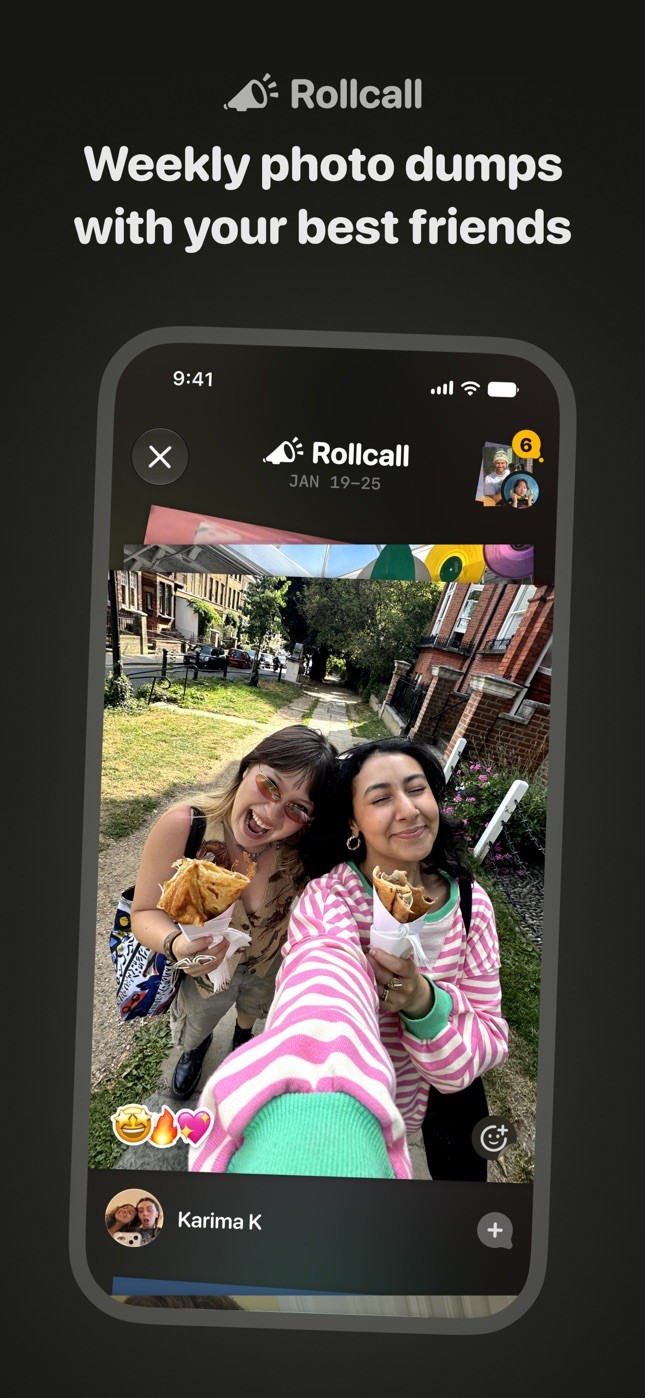 Rollcall
Weekly photo dumps
with your best friends
9:41
Rollcall
6
JAN 19–25
Karima K